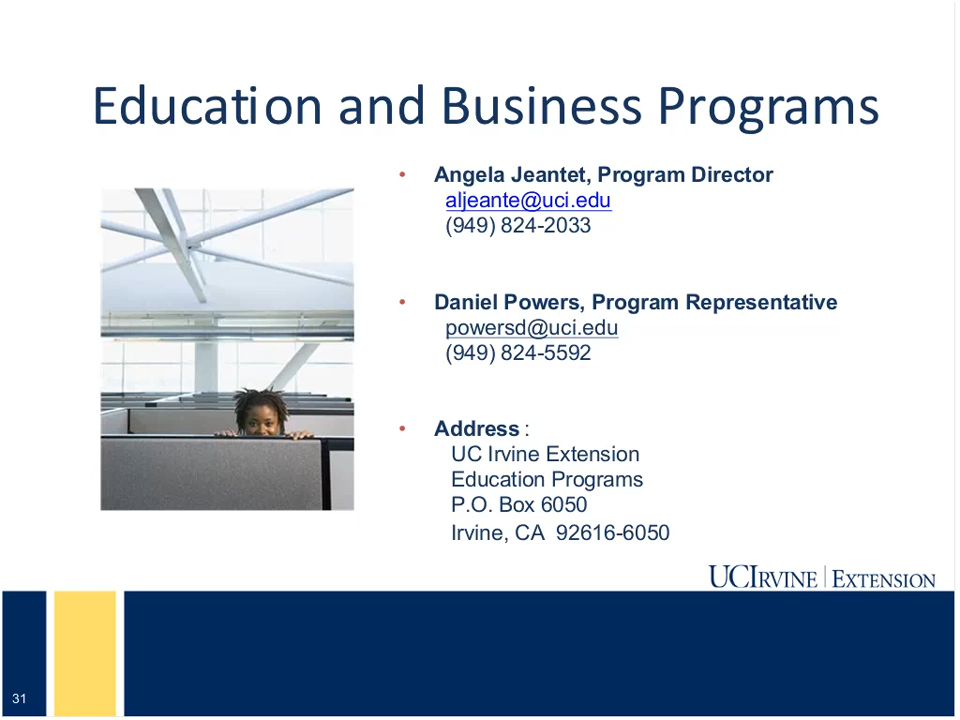 Education and Business Programs
• Angela Jeantet, Program Director
aljeante@uci.edu
(949) 824-2033
• Daniel Powers, Program Representative
powersd@uci.edu
(949) 824-5592
• Address :
UC Irvine Extension
Education Programs
P.O. Box 6050
Irvine, CA 92616-6050
UCIRVINE | EXTENSION
31